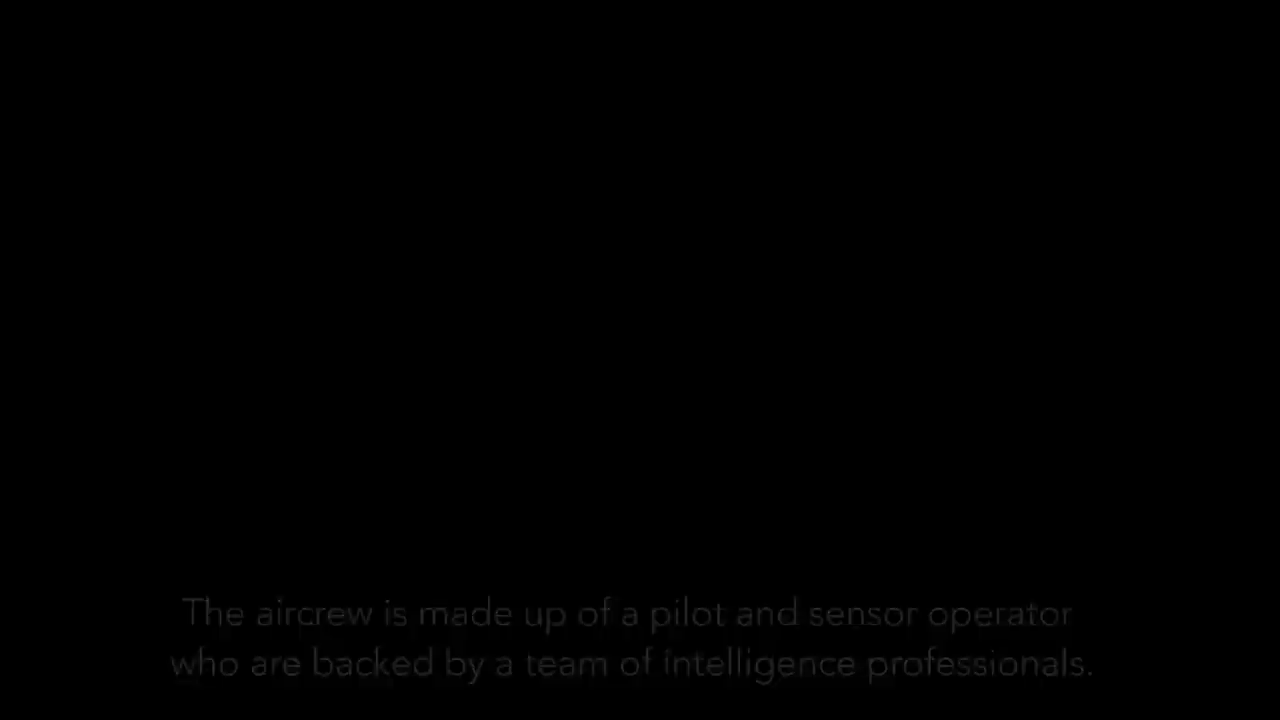 The aircrew is made up of a pilot and sensor operator
who are backed by a team of intelligence professionals.